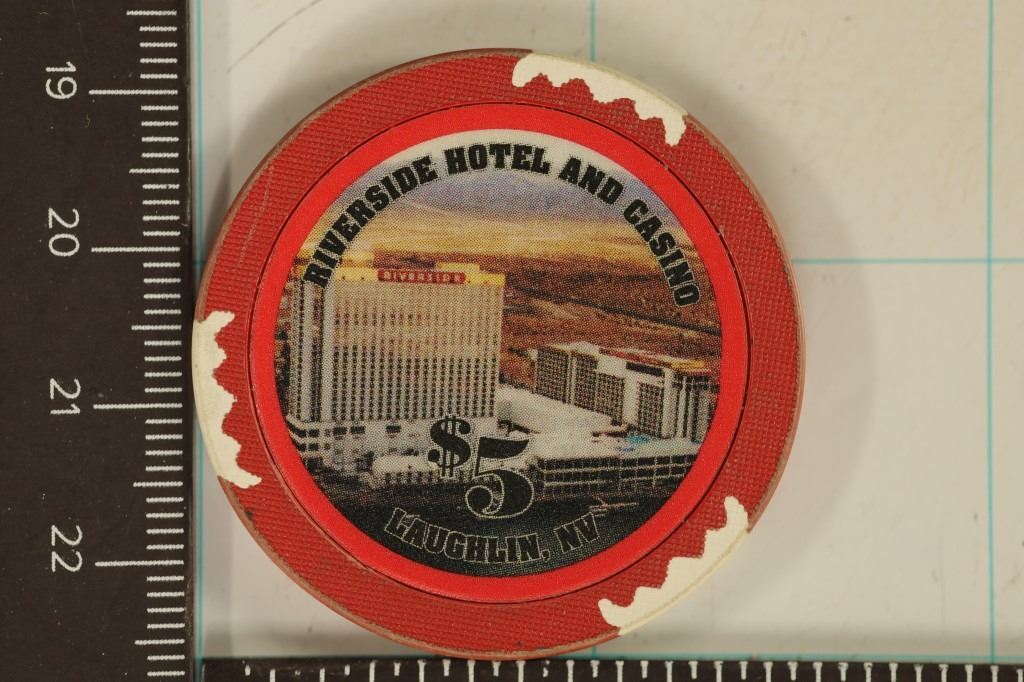 RIVERSIDE HOTEL AND CASINO
RIVERSIDE
$5
LAUGHLIN, NV
19
20
21
22